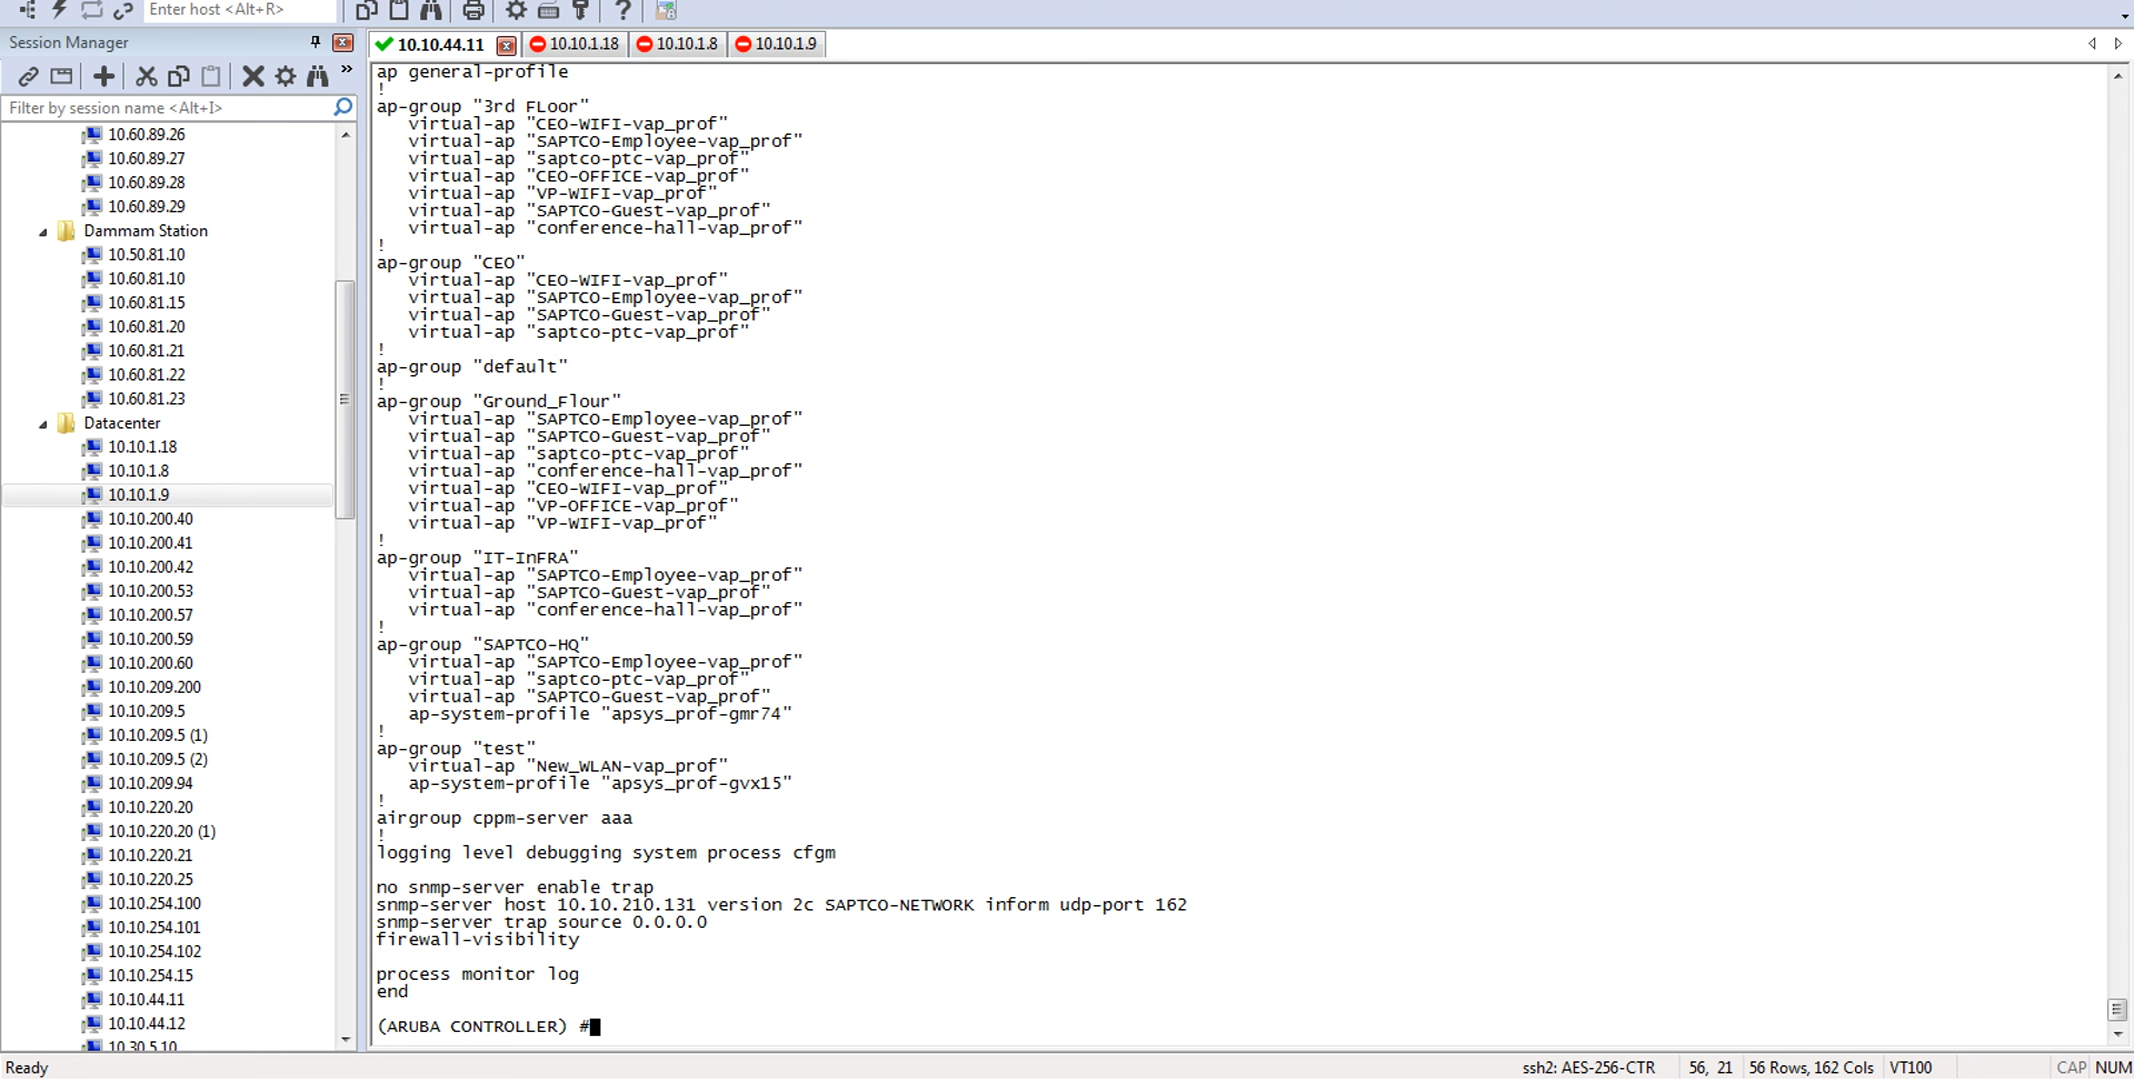 Enter host <Alt+R>
Session Manager
Filter by session name <Alt+I>
10.60.89.26
10.60.89.27
10.60.89.28
10.60.89.29
Dammam Station
10.50.81.10
10.60.81.10
10.60.81.15
10.60.81.20
10.60.81.21
10.60.81.22
10.60.81.23
Datacenter
10.10.1.18
10.10.1.8
10.10.1.9
10.10.200.40
10.10.200.41
10.10.200.42
10.10.200.53
10.10.200.57
10.10.200.59
10.10.200.60
10.10.209.200
10.10.209.5
10.10.209.5 (1)
10.10.209.5 (2)
10.10.209.94
10.10.220.20
10.10.220.20 (1)
10.10.220.21
10.10.220.25
10.10.254.100
10.10.254.101
10.10.254.102
10.10.254.15
10.10.44.11
10.10.44.12
10.30.5.10
10.10.44.11 10.10.1.18 10.10.1.8 10.10.1.9
ap general-profile
!
ap-group "3rd FLoor"
virtual-ap "CEO-WIFI-vap_prof"
virtual-ap "SAPTCO-Employee-vap_prof"
virtual-ap "saptco-ptc-vap_prof"
virtual-ap "CEO-OFFICE-vap_prof"
virtual-ap "VP-WIFI-vap_prof"
virtual-ap "SAPTCO-Guest-vap_prof"
virtual-ap "conference-hall-vap_prof"
!
ap-group "CEO"
virtual-ap "CEO-WIFI-vap_prof"
virtual-ap "SAPTCO-Employee-vap_prof"
virtual-ap "SAPTCO-Guest-vap_prof"
virtual-ap "saptco-ptc-vap_prof"
!
ap-group "default"
!
ap-group "Ground_Flour"
virtual-ap "SAPTCO-Employee-vap_prof"
virtual-ap "SAPTCO-Guest-vap_prof"
virtual-ap "saptco-ptc-vap_prof"
virtual-ap "conference-hall-vap_prof"
virtual-ap "CEO-WIFI-vap_prof"
virtual-ap "VP-OFFICE-vap_prof"
virtual-ap "VP-WIFI-vap_prof"
!
ap-group "IT-InFRA"
virtual-ap "SAPTCO-Employee-vap_prof"
virtual-ap "SAPTCO-Guest-vap_prof"
virtual-ap "conference-hall-vap_prof"
!
ap-group "SAPTCO-HQ"
virtual-ap "SAPTCO-Employee-vap_prof"
virtual-ap "saptco-ptc-vap_prof"
virtual-ap "SAPTCO-Guest-vap_prof"
ap-system-profile "apsys_prof-gmr74"
!
ap-group "test"
virtual-ap "New_WLAN-vap_prof"
ap-system-profile "apsys_prof-gvx15"
!
airgroup cppm-server aaa
!
logging level debugging system process cfgm
no snmp-server enable trap
snmp-server host 10.10.210.131 version 2c SAPTCO-NETWORK inform udp-port 162
snmp-server trap source 0.0.0.0
firewall-visibility
process monitor log
end
(ARUBA CONTROLLER) #
Ready ssh2: AES-256-CTR 56, 21 56 Rows, 162 Cols VT100 CAP NUM